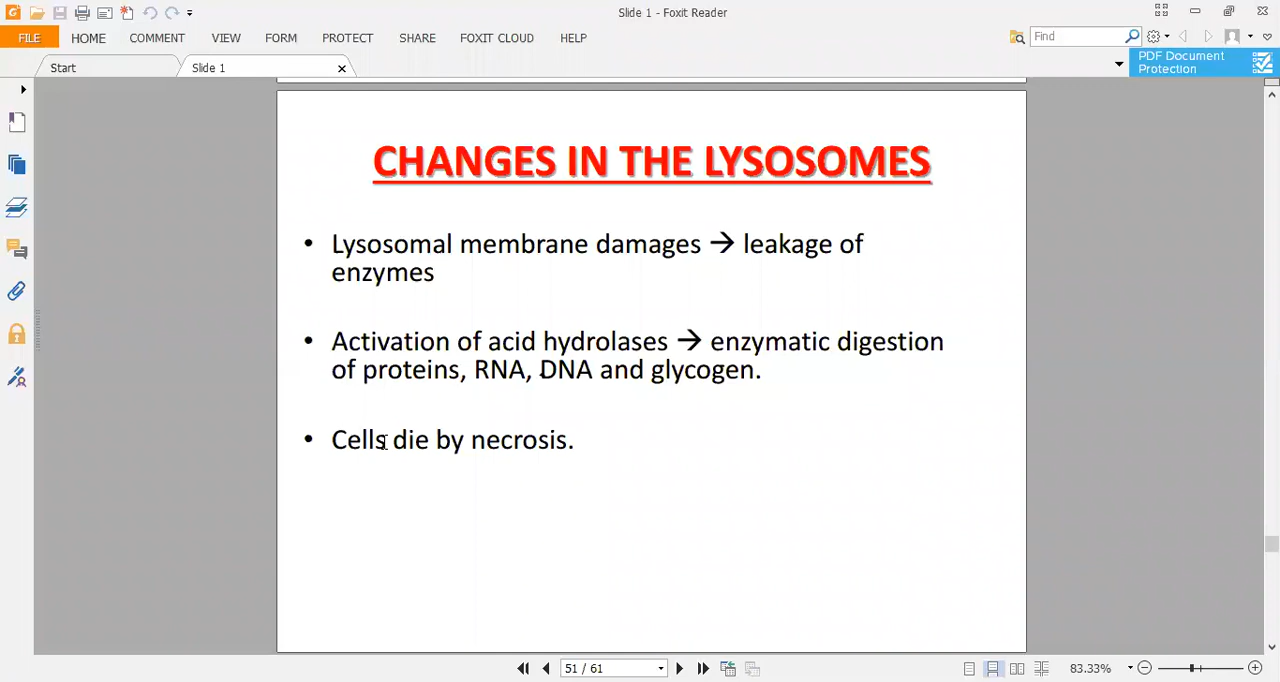 Slide 1 - Foxit Reader
FILE HOME COMMENT VIEW FORM PROTECT SHARE FOXIT CLOUD HELP
Find
Start
Slide 1
PDF Document
Protection
CHANGES IN THE LYSOSOMES
• Lysosomal membrane damages → leakage of
enzymes
• Activation of acid hydrolases → enzymatic digestion
of proteins, RNA, DNA and glycogen.
• Cells die by necrosis.
51 / 61
83.33%